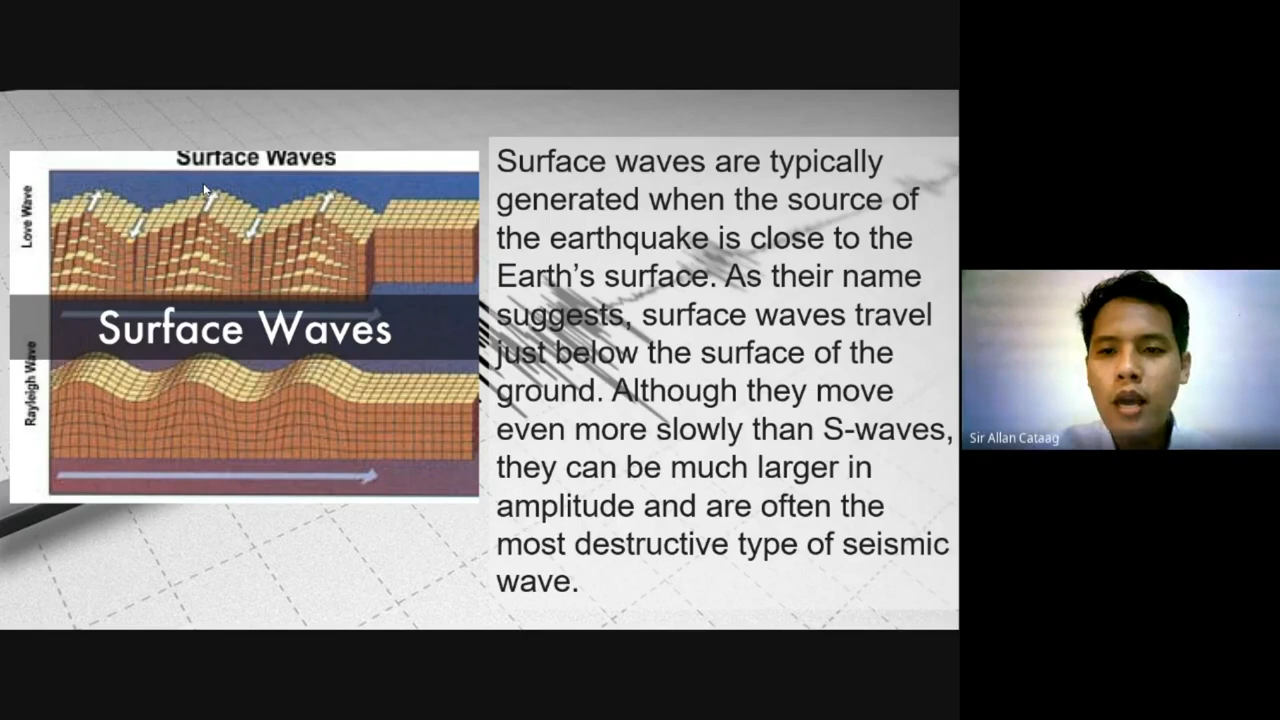 Surface Waves
Love Wave
Surface Waves
Rayleigh Wave
Surface waves are typically
generated when the source of
the earthquake is close to the
Earth’s surface. As their name
suggests, surface waves travel
just below the surface of the
ground. Although they move
even more slowly than S-waves,
they can be much larger in
amplitude and are often the
most destructive type of seismic
wave.
Sir Allan Cataag